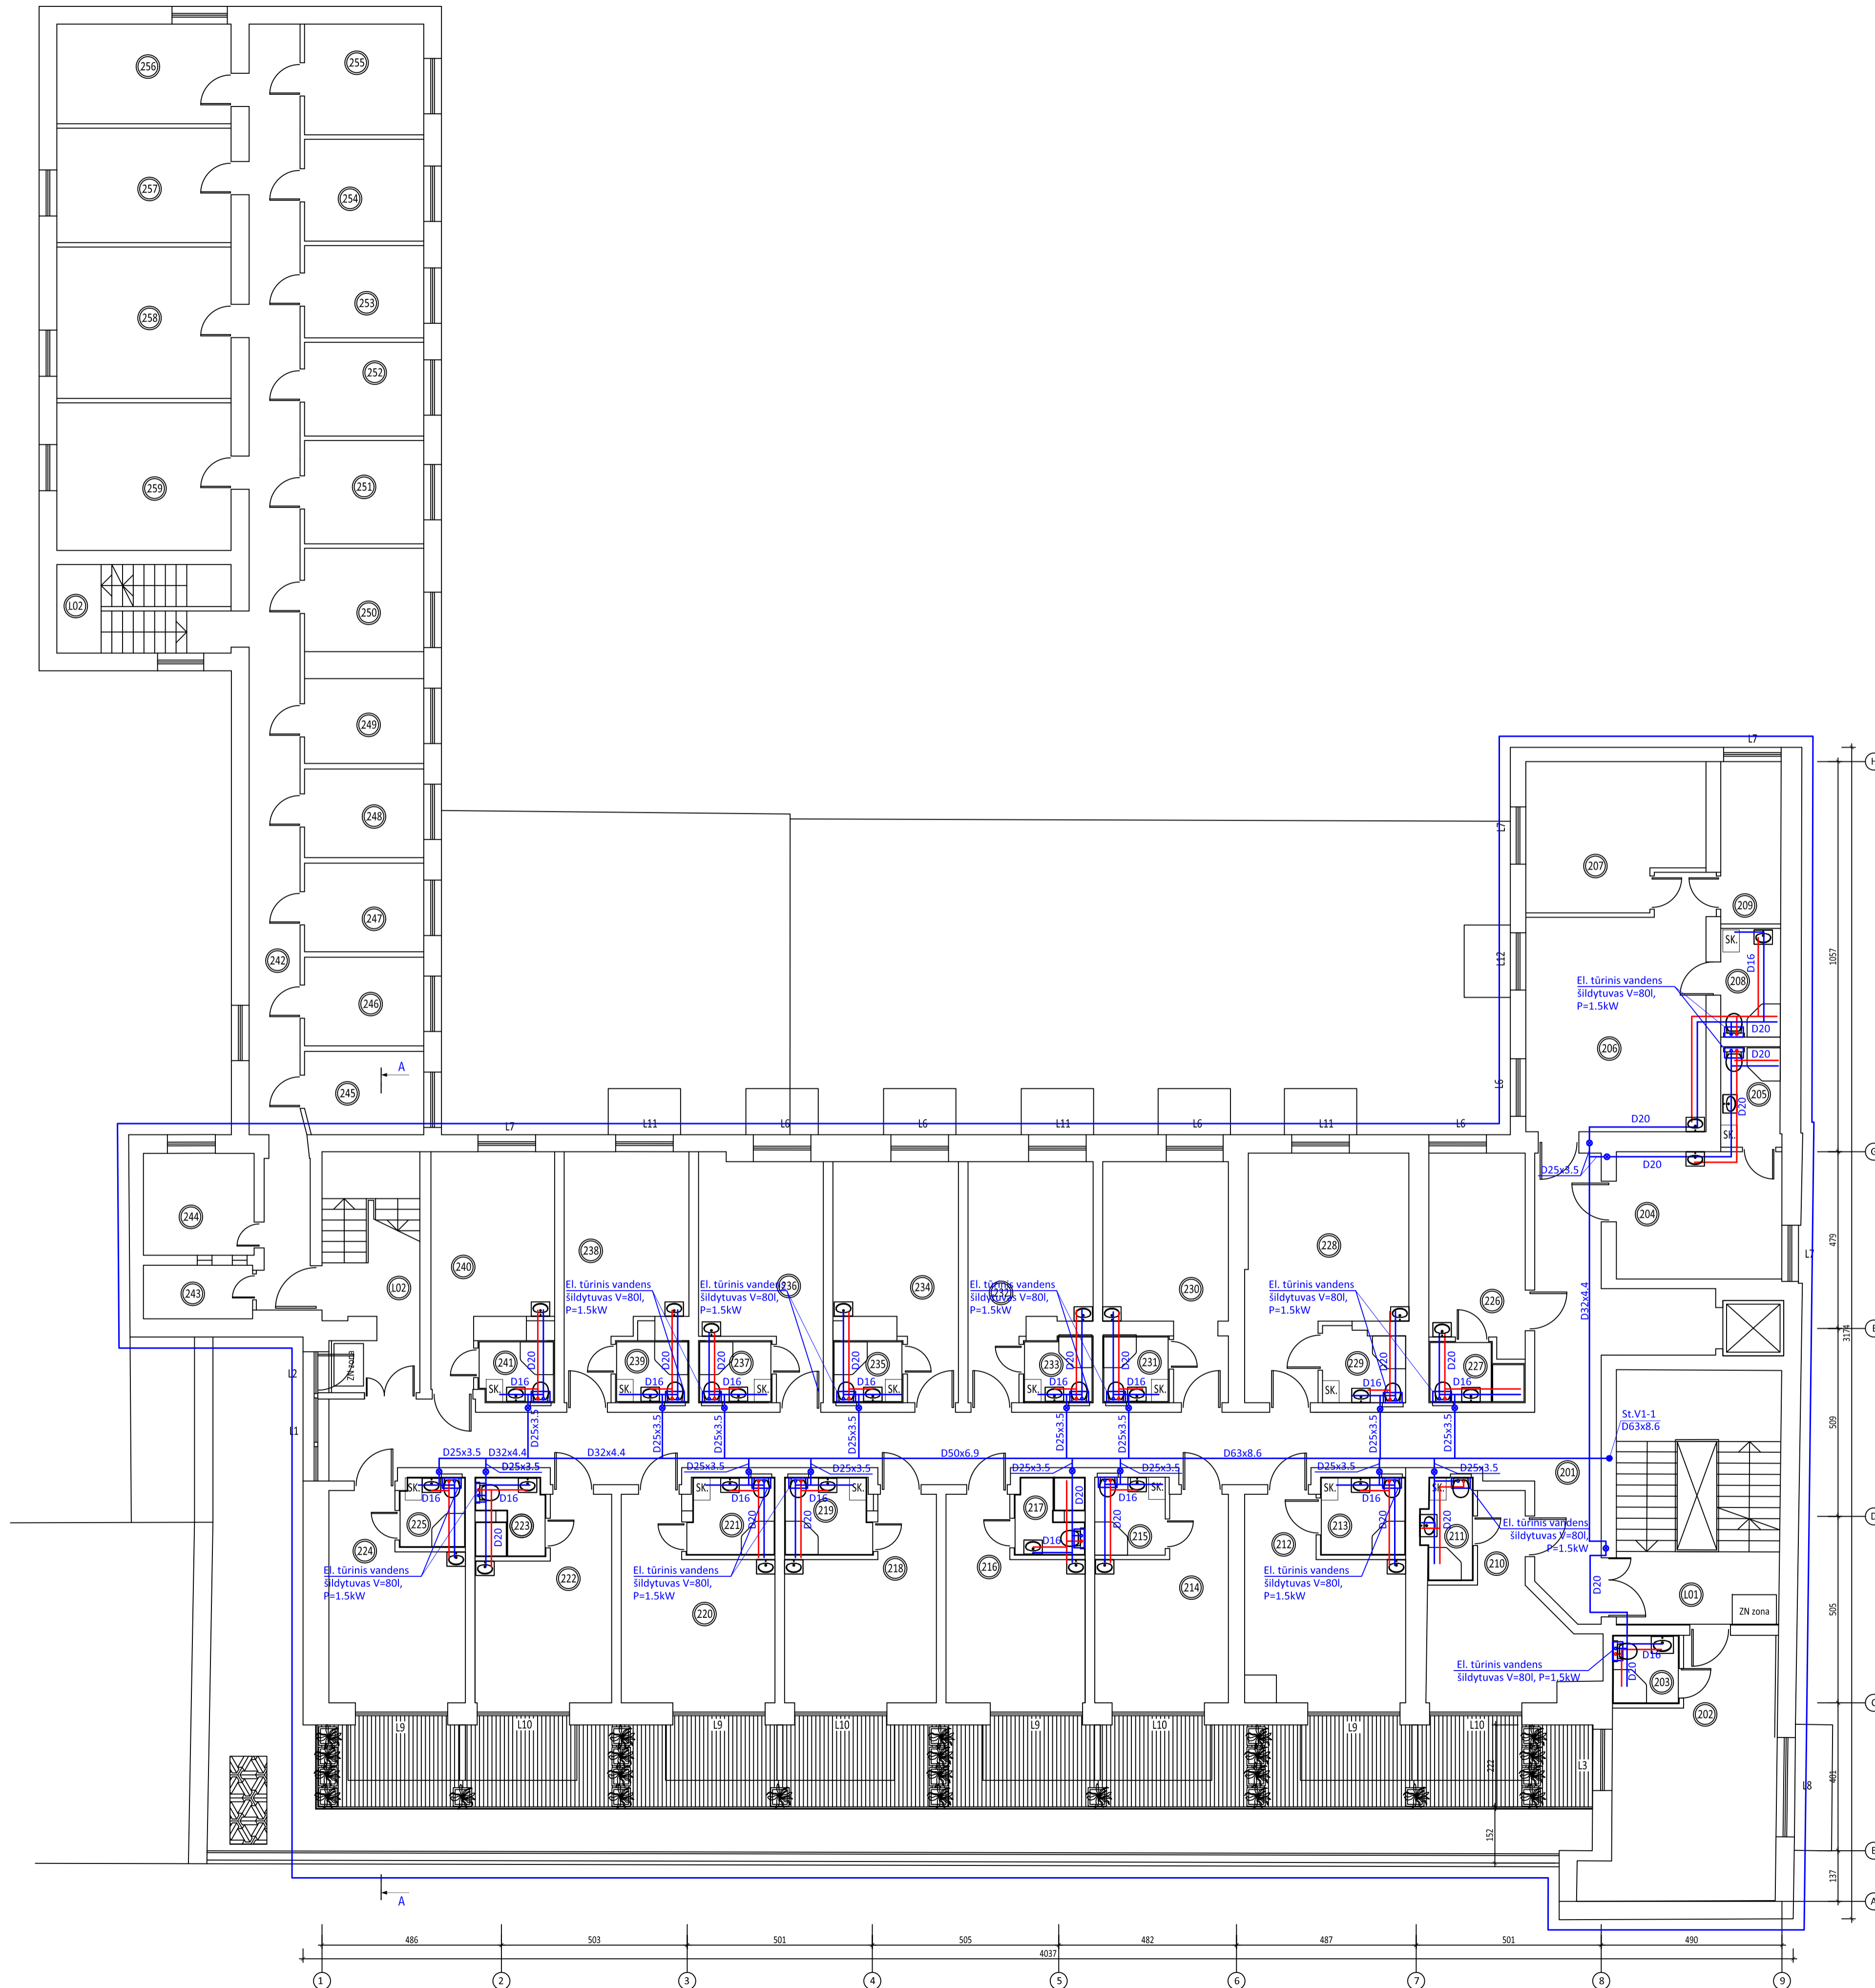 256
255
257
254
258
253
252
259
251
L02
250
249
248
247
242
246
245
A
L7
H
L7
207
209
SK.
L12
D16
1057
El. tūrinis vandens
šildytuvas V=80l,
P=1.5kW
208
D20
206
D20
L6
205
D20
SK.
D20
D25x3.5
D20
G
L7
L11
L6
L6
L11
L6
L11
L6
244
243
L02
240
238
236
234
232
230
228
226
204
479
L7
D32x4.4
3174
El. tūrinis vandens
šildytuvas V=80l,
P=1.5kW
El. tūrinis vandens
šildytuvas V=80l,
P=1.5kW
El. tūrinis vandens
šildytuvas V=80l,
P=1.5kW
El. tūrinis vandens
šildytuvas V=80l,
P=1.5kW
L2
ZN zona
L1
241
D20
D16
SK.
239
D20
D16
SK.
237
D20
D16
SK.
235
D20
D16
SK.
233
D20
D16
SK.
231
D20
D16
SK.
229
D20
D16
SK.
227
D20
D16
D25x3.5
D25x3.5
D25x3.5
D25x3.5
D25x3.5
D25x3.5
D25x3.5
D25x3.5
St.V1-1
D63x8.6
509
D25x3.5
D32x4.4
D32x4.4
D50x6.9
D63x8.6
D25x3.5
D25x3.5
D25x3.5
D25x3.5
D25x3.5
D25x3.5
D25x3.5
201
SK.
D16
225
D16
D20
223
SK.
D16
D20
221
D16
SK.
D20
219
217
D20
D16
D16
SK.
D20
215
SK.
D16
D20
213
SK.
D20
211
224
222
220
218
216
214
212
210
El. tūrinis vandens
šildytuvas V=80l,
P=1.5kW
El. tūrinis vandens
šildytuvas V=80l,
P=1.5kW
El. tūrinis vandens
šildytuvas V=80l,
P=1.5kW
El. tūrinis vandens
šildytuvas V=80l,
P=1.5kW
D
D20
L01
ZN zona
505
El. tūrinis vandens
šildytuvas V=80l, P=1,5kW
D16
D20
203
202
C
L9
L10
L9
L10
L9
L10
L9
L10
L3
222
401
L8
152
137
A
A
486
503
501
505
482
487
501
490
4037
1
2
3
4
5
6
7
8
9